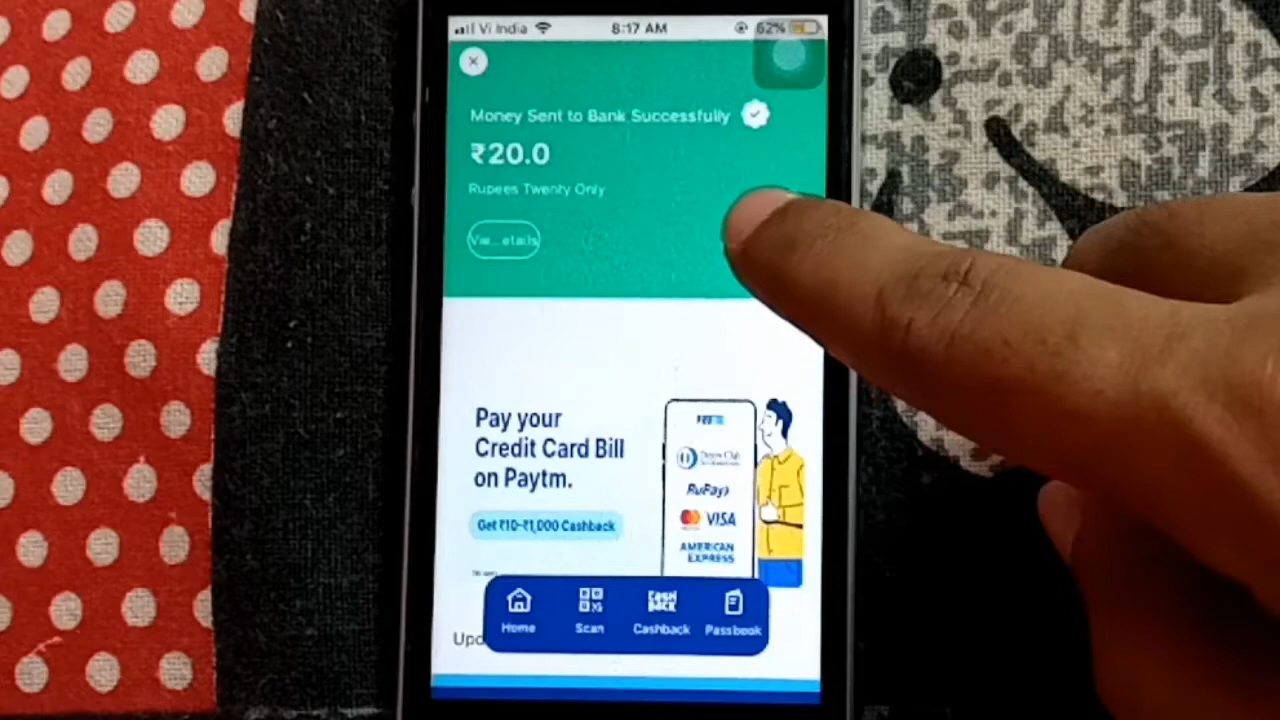 Vi India 8:17 AM 62%
Money Sent to Bank Successfully
₹20.0
Rupees Twenty Only
Pay your
Credit Card Bill
on Paytm.
Get ₹10-₹1,000 Cashback
RuPay
VISA
AMERICAN
EXPRESS
Home Scan Cashback Passbook